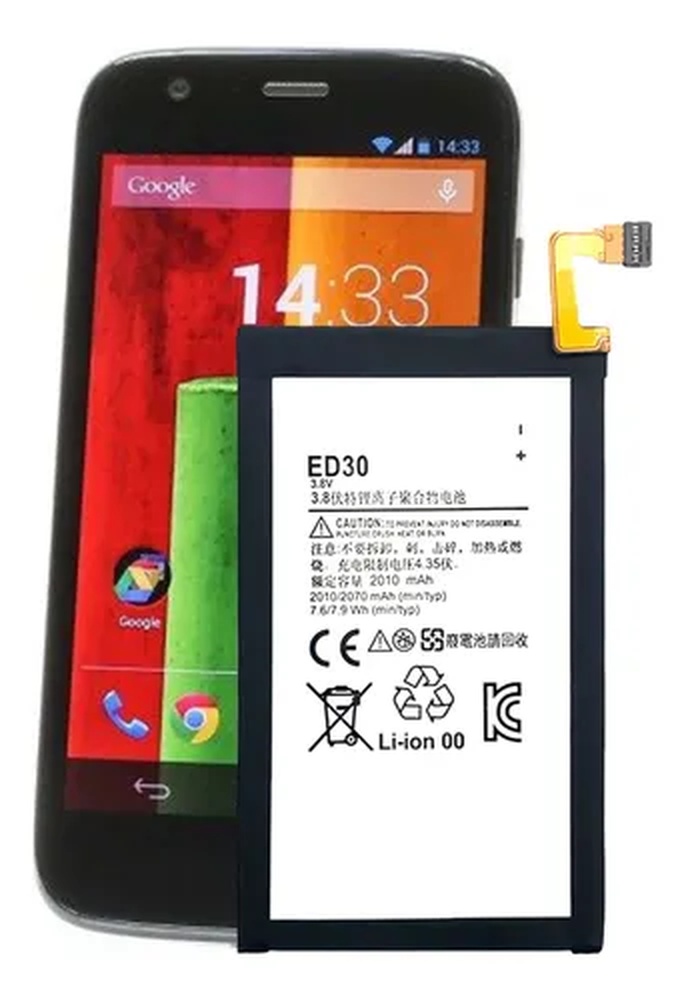 14:33
Google
14:33
ED30
3.8V
3.8伏特锂离子聚合物电池
CAUTION: TO PREVENT INJURY DO NOT DISASSEMBLE,
PUNCTURE CRUSH HEAT OR BURN.
注意:不要拆卸,刺,击碎,加热或燃
烧. 充电限制电压4.35伏.
额定容量 2010 mAh
2010/2070 mAh (min/typ)
7.6/7.9 Wh (min/typ)
CE
廢電池請回收
Li-ion 00
Google